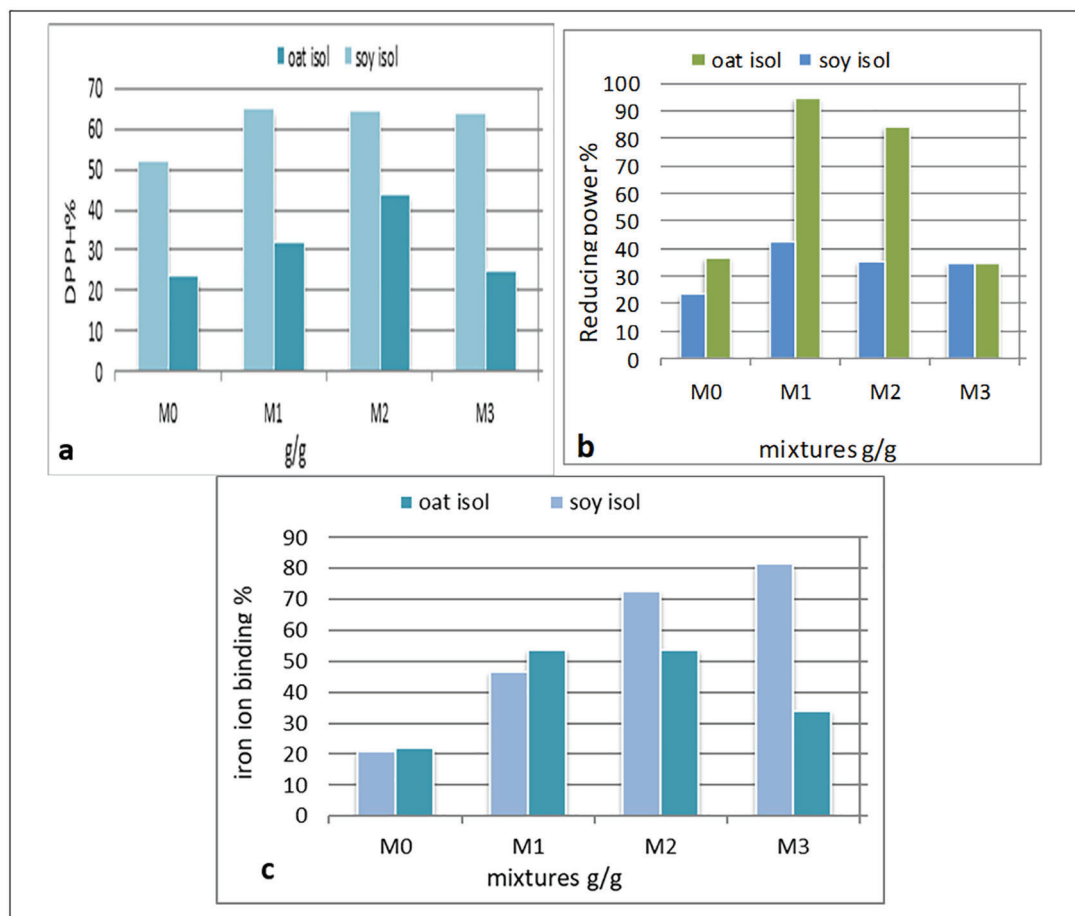 oat isol soy isol
70
60
50
40
30
20
10
0
DPPH%
M0 M1 M2 M3
g/g
a
oat isol soy isol
100
90
80
70
60
50
40
30
20
10
0
Reducing power %
M0 M1 M2 M3
mixtures g/g
b
oat isol soy isol
90
80
70
60
50
40
30
20
10
0
iron ion binding %
M0 M1 M2 M3
mixtures g/g
c